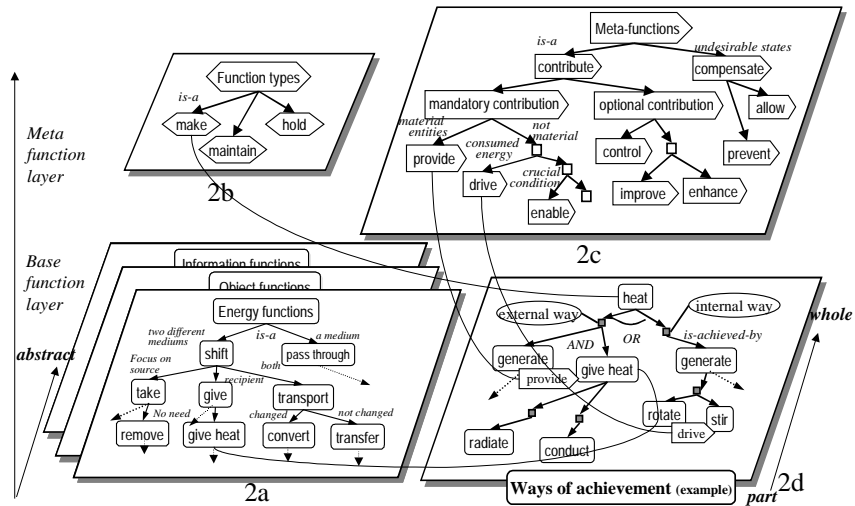 Meta
function
layer
Base
function
layer
abstract
Function types
is-a
make
hold
maintain
2b
Meta-functions
is-a
undesirable states
contribute
compensate
mandatory contribution
optional contribution
allow
material
entities
not
material
consumed
energy
provide
control
prevent
drive
crucial
condition
improve
enhance
enable
2c
Information functions
Object functions
Energy functions
two different
mediums
is-a
a medium
shift
pass through
Focus on
source
both
recipient
take
give
transport
No need
changed
not changed
remove
give heat
convert
transfer
2a
heat
external way
internal way
whole
AND
OR
is-achieved-by
generate
generate
provide
give heat
rotate
stir
drive
radiate
conduct
Ways of achievement (example)
part
2d